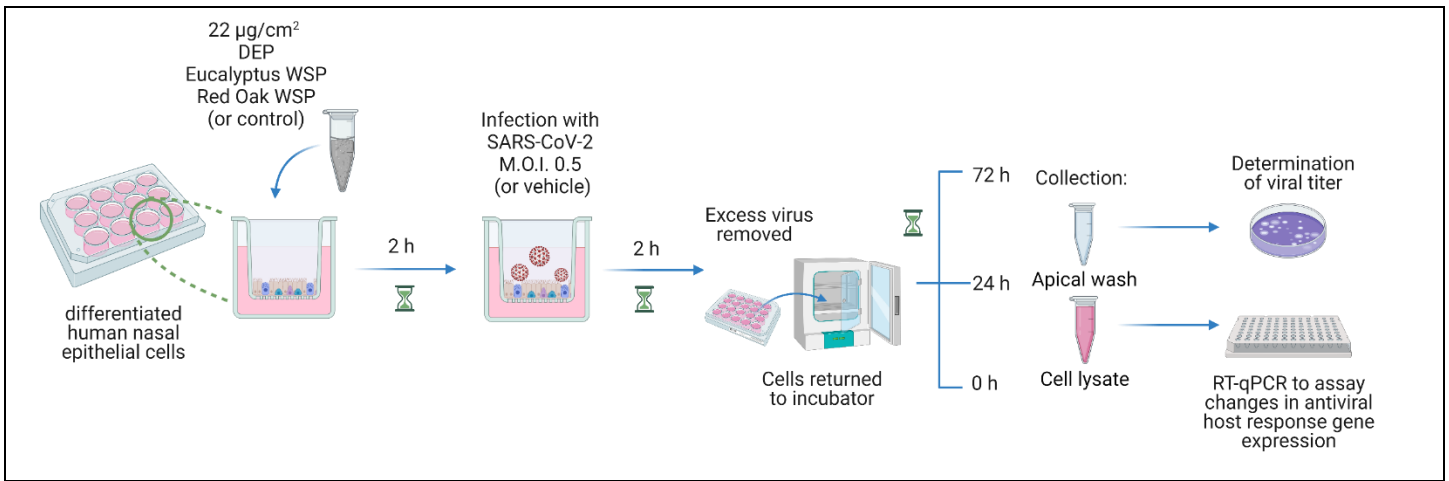 22 µg/cm²
DEP
Eucalyptus WSP
Red Oak WSP
(or control)
differentiated
human nasal
epithelial cells
2 h
Infection with
SARS-CoV-2
M.O.I. 0.5
(or vehicle)
2 h
Excess virus
removed
Cells returned
to incubator
72 h
24 h
0 h
Collection:
Apical wash
Cell lysate
Determination
of viral titer
RT-qPCR to assay
changes in antiviral
host response gene
expression